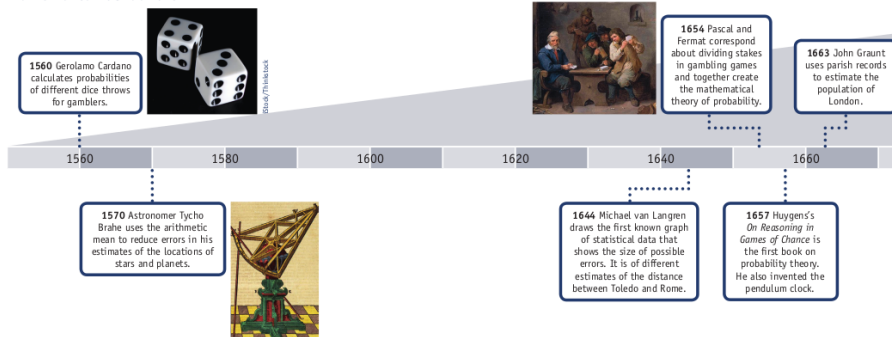 1560 Gerolamo Cardano
calculates probabilities
of different dice throws
for gamblers.
iStock/Thinkstock
1654 Pascal and
Fermat correspond
about dividing stakes
in gambling games
and together create
the mathematical
theory of probability.
1663 John Graunt
uses parish records
to estimate the
population of
London.
1560
1580
1600
1620
1640
1660
1570 Astronomer Tycho
Brahe uses the arithmetic
mean to reduce errors in his
estimates of the locations of
stars and planets.
1644 Michael van Langren
draws the first known graph
of statistical data that
shows the size of possible
errors. It is of different
estimates of the distance
between Toledo and Rome.
1657 Huygens's
On Reasoning in
Games of Chance is
the first book on
probability theory.
He also invented the
pendulum clock.